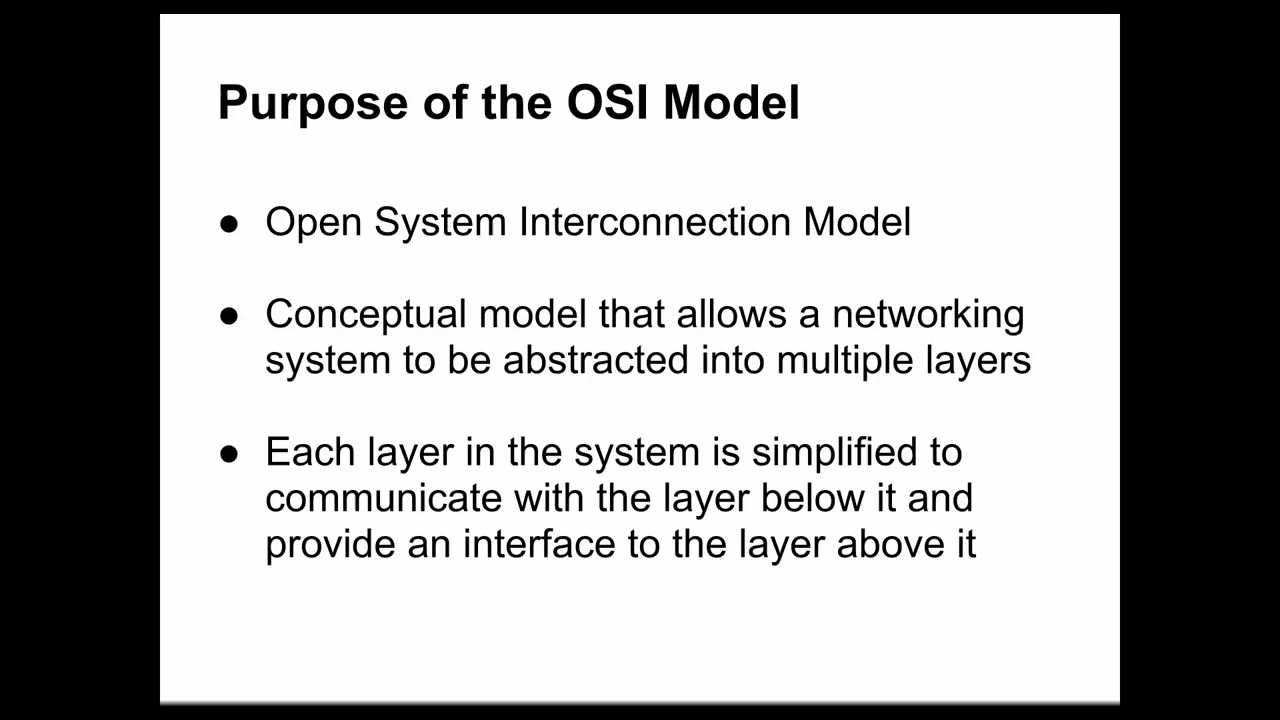 Purpose of the OSI Model
● Open System Interconnection Model
● Conceptual model that allows a networking
system to be abstracted into multiple layers
● Each layer in the system is simplified to
communicate with the layer below it and
provide an interface to the layer above it